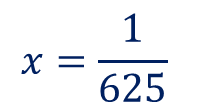 x = 1/625